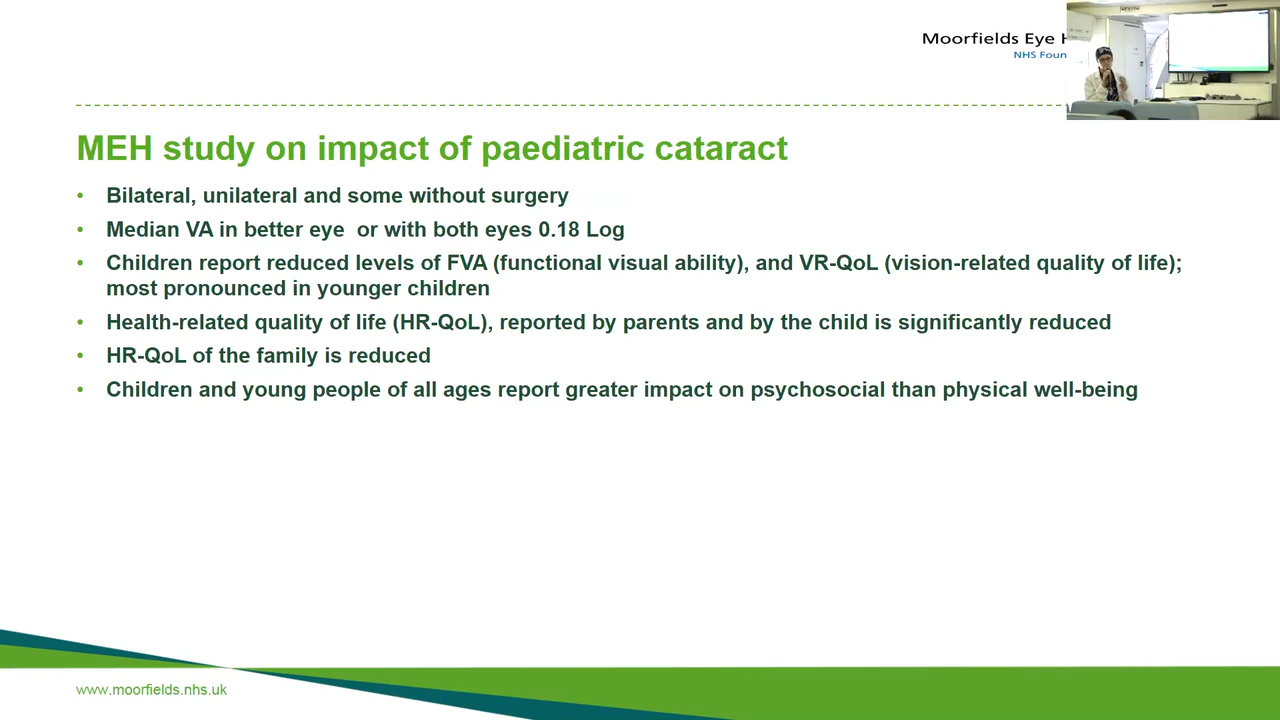 Moorfields Eye
NHS
MEH study on impact of paediatric cataract
• Bilateral, unilateral and some without surgery
• Median VA in better eye or with both eyes 0.18 Log
• Children report reduced levels of FVA (functional visual ability), and VR-QoL (vision-related quality of life);
most pronounced in younger children
• Health-related quality of life (HR-QoL), reported by parents and by the child is significantly reduced
• HR-QoL of the family is reduced
• Children and young people of all ages report greater impact on psychosocial than physical well-being
www.moorfields.nhs.uk